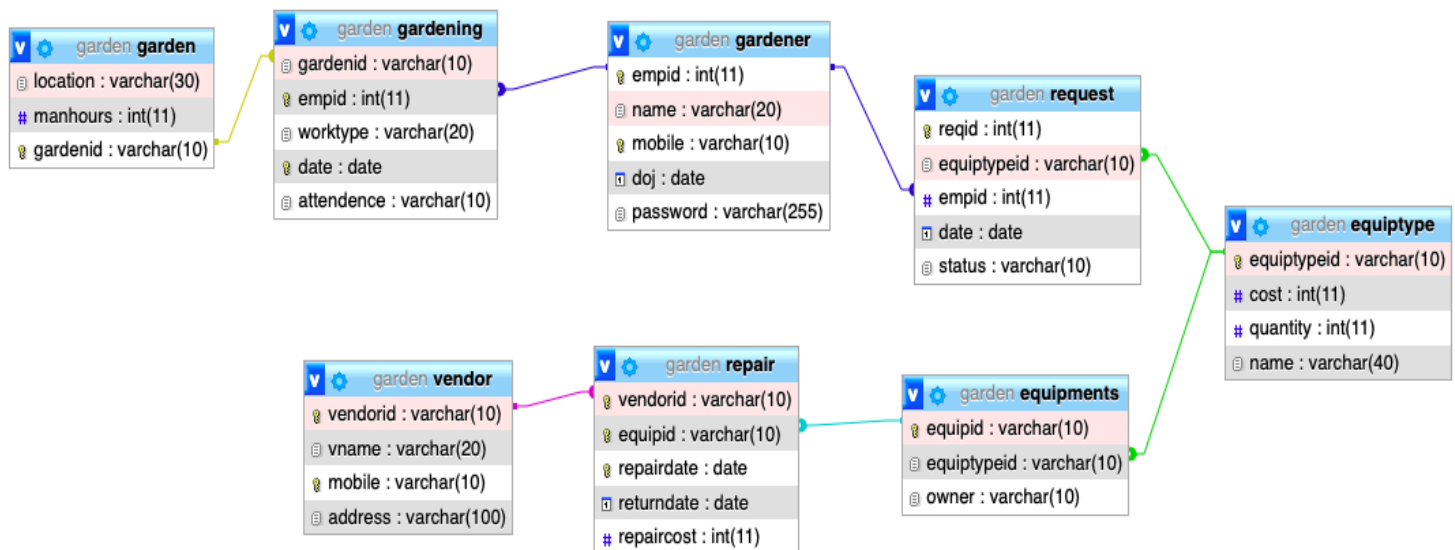 garden garden
location : varchar(30)
manhours : int(11)
gardenid : varchar(10)
garden gardening
gardenid : varchar(10)
empid : int(11)
worktype : varchar(20)
date : date
attendence : varchar(10)
garden gardener
empid : int(11)
name : varchar(20)
mobile : varchar(10)
doj : date
password : varchar(255)
garden request
reqid : int(11)
equiptypeid : varchar(10)
empid : int(11)
date : date
status : varchar(10)
garden equiptype
equiptypeid : varchar(10)
cost : int(11)
quantity : int(11)
name : varchar(40)
garden vendor
vendorid : varchar(10)
vname : varchar(20)
mobile : varchar(10)
address : varchar(100)
garden repair
vendorid : varchar(10)
equipid : varchar(10)
repairdate : date
returndate : date
repaircost : int(11)
garden equipments
equipid : varchar(10)
equiptypeid : varchar(10)
owner : varchar(10)